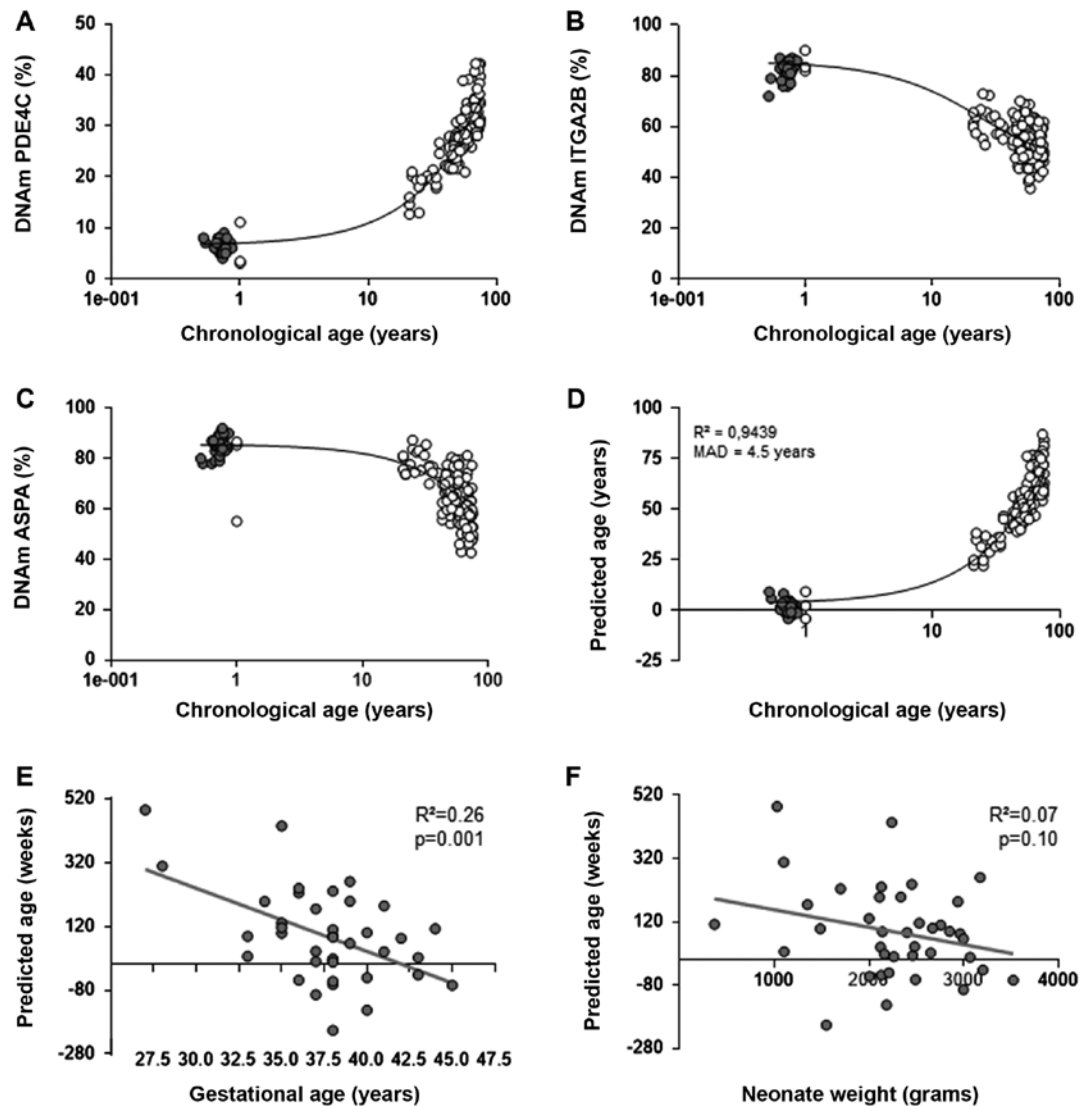 A
DNAm PDE4C (%)
50
40
30
20
10
0
1e-001 1 10 100
Chronological age (years)
B
DNAm ITGA2B (%)
100
80
60
40
20
0
1e-001 1 10 100
Chronological age (years)
C
DNAm ASPA (%)
100
80
60
40
20
0
1e-001 1 10 100
Chronological age (years)
D
Predicted age (years)
R² = 0,9439
MAD = 4.5 years
100
75
50
25
0
-25
1 10 100
Chronological age (years)
E
Predicted age (weeks)
R²=0.26
p=0.001
520
320
120
-80
-280
27.5 30.0 32.5 35.0 37.5 40.0 42.5 45.0 47.5
Gestational age (years)
F
Predicted age (weeks)
R²=0.07
p=0.10
520
320
120
-80
-280
1000 2000 3000 4000
Neonate weight (grams)